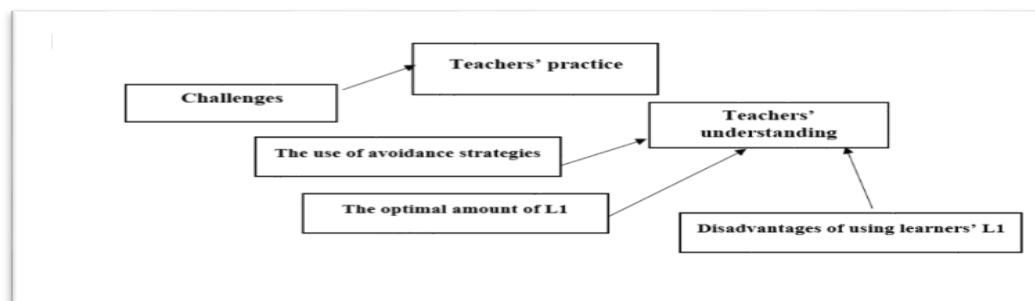 Teachers’ practice
Challenges
Teachers’
understanding
The use of avoidance strategies
The optimal amount of L1
Disadvantages of using learners’ L1